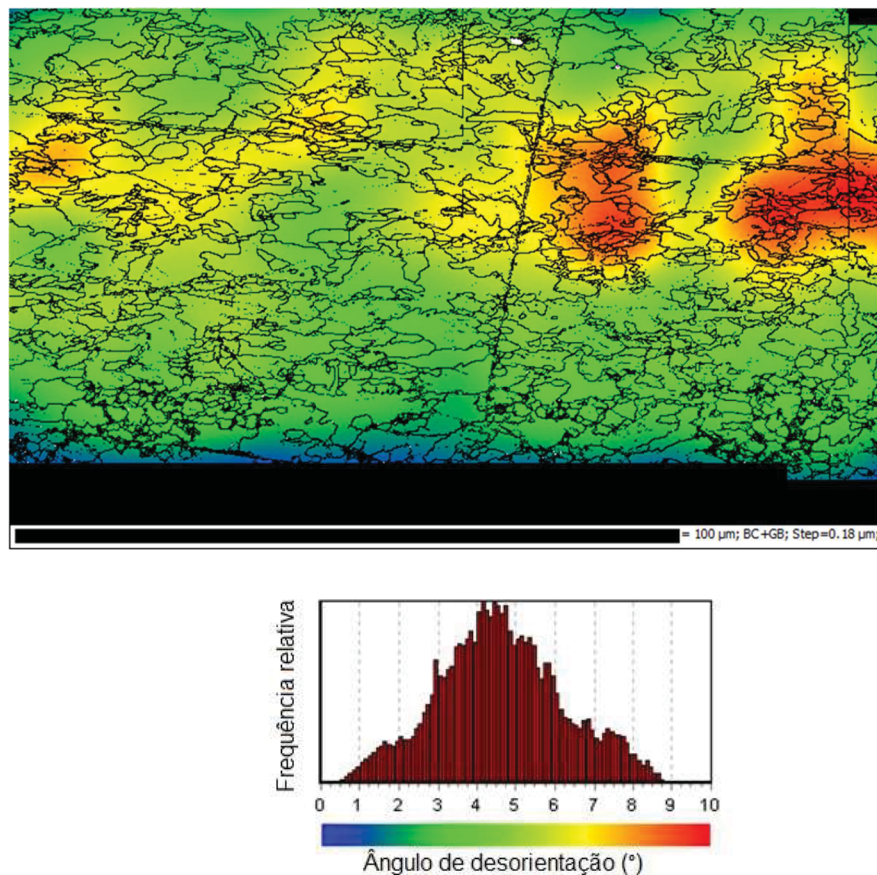 = 100 µm; BC+GB; Step=0.18 µm;
Frequência relativa
0 1 2 3 4 5 6 7 8 9 10
Ângulo de desorientação (°)